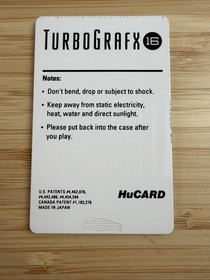 TURBOGRAFX 16
Notes:
• Don't bend, drop or subject to shock.
• Keep away from static electricity,
heat, water and direct sunlight.
• Please put back into the case after
you play.
U.S. PATENTS #4,462,076,
#4,442,486, #4,454,594
CANADA PATENT #1,183,276
MADE IN JAPAN
HuCARD